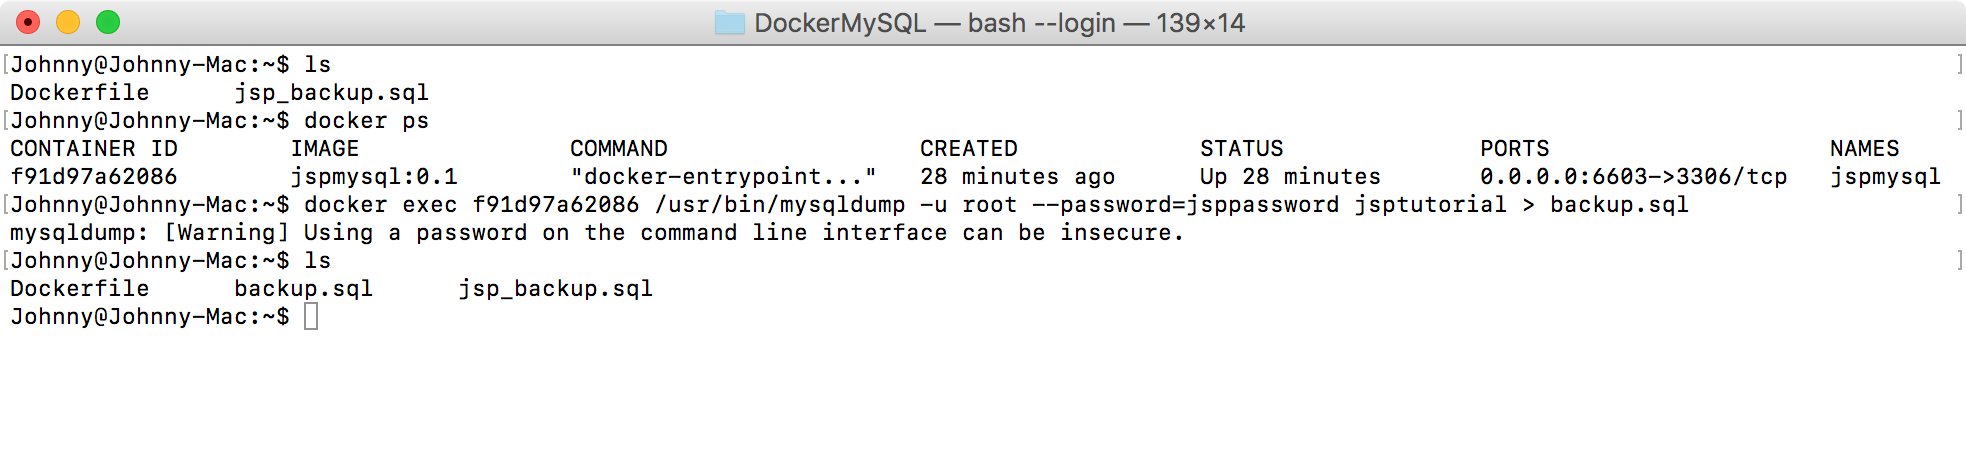 DockerMySQL — bash --login — 139×14
[Johnny@Johnny-Mac:~$ ls ]
Dockerfile      jsp_backup.sql
[Johnny@Johnny-Mac:~$ docker ps ]
CONTAINER ID        IMAGE               COMMAND                  CREATED             STATUS              PORTS                    NAMES
f91d97a62086        jspmysql:0.1        "docker-entrypoint..."   28 minutes ago      Up 28 minutes       0.0.0.0:6603->3306/tcp   jspmysql
[Johnny@Johnny-Mac:~$ docker exec f91d97a62086 /usr/bin/mysqldump -u root --password=jsppassword jsptutorial > backup.sql ]
mysqldump: [Warning] Using a password on the command line interface can be insecure.
[Johnny@Johnny-Mac:~$ ls ]
Dockerfile      backup.sql      jsp_backup.sql
Johnny@Johnny-Mac:~$